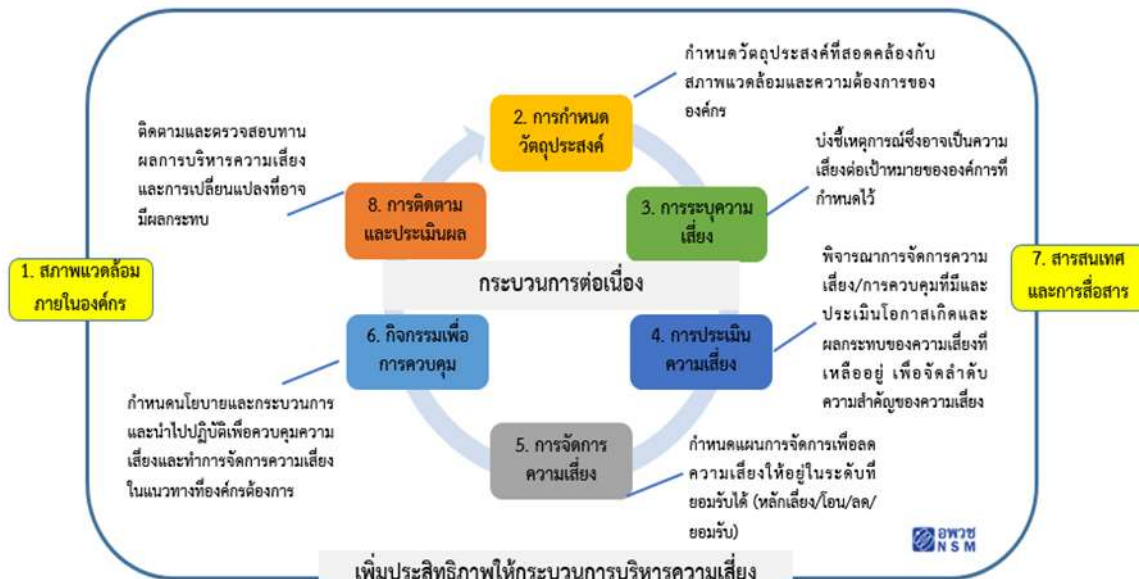 กำหนดวัตถุประสงค์ที่สอดคล้องกับ
สภาพแวดล้อมและความต้องการของ
องค์กร
2. การกำหนด
วัตถุประสงค์
บ่งชี้เหตุการณ์ซึ่งอาจเป็นความ
เสี่ยงต่อเป้าหมายขององค์การที่
กำหนดไว้
3. การระบุความ
เสี่ยง
ติดตามและตรวจสอบทาน
ผลการบริหารความเสี่ยง
และการเปลี่ยนแปลงที่อาจ
มีผลกระทบ
8. การติดตาม
และประเมินผล
1. สภาพแวดล้อม
ภายในองค์กร
กระบวนการต่อเนื่อง
7. สารสนเทศ
และการสื่อสาร
พิจารณาการจัดการความ
เสี่ยง/การควบคุมที่มีและ
ประเมินโอกาสเกิดและ
ผลกระทบของความเสี่ยงที่
เหลืออยู่ เพื่อจัดลำดับ
ความสำคัญของความเสี่ยง
4. การประเมิน
ความเสี่ยง
6. กิจกรรมเพื่อ
การควบคุม
กำหนดนโยบายและกระบวนการ
และนำไปปฏิบัติเพื่อควบคุมความ
เสี่ยงและทำการจัดการความเสี่ยง
ในแนวทางที่องค์กรต้องการ
5. การจัดการ
ความเสี่ยง
กำหนดแผนการจัดการเพื่อลด
ความเสี่ยงให้อยู่ในระดับที่
ยอมรับได้ (หลีกเลี่ยง/โอน/ลด/
ยอมรับ)
อพวช
NSM
เพิ่มประสิทธิภาพให้กระบวนการบริหารความเสี่ยง